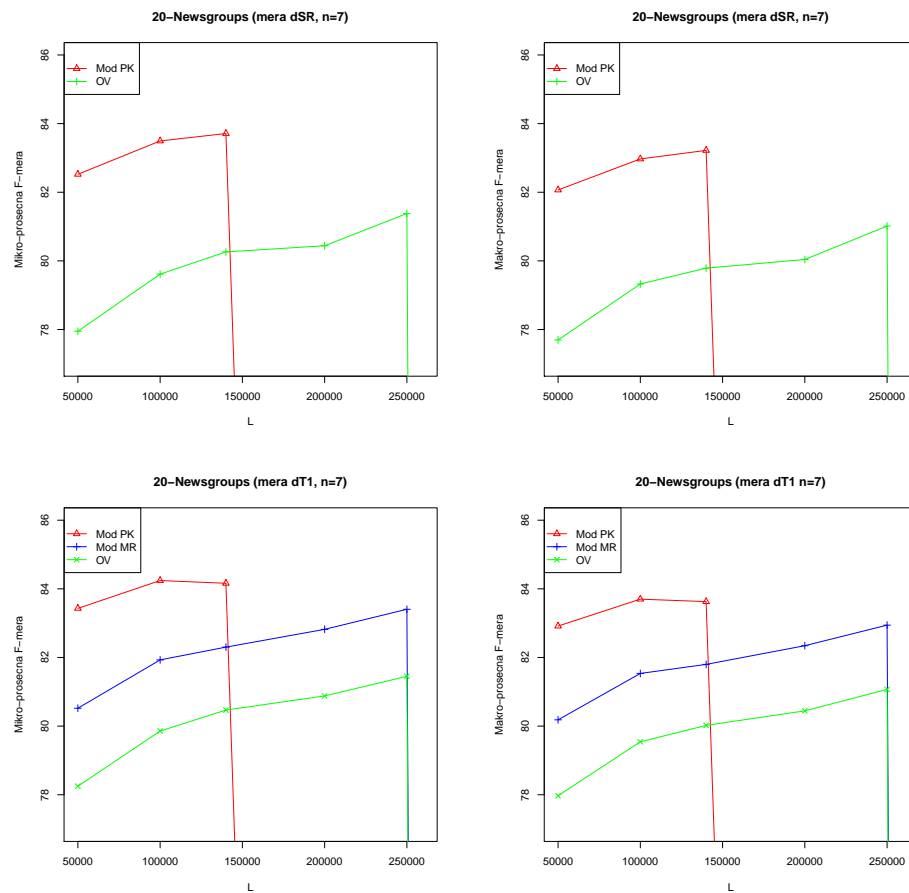 20−Newsgroups (mera dSR, n=7)
Mod PK
OV
Mikro−prosecna F−mera
86
84
82
80
78
50000 100000 150000 200000 250000
L
20−Newsgroups (mera dSR, n=7)
Mod PK
OV
Makro−prosecna F−mera
86
84
82
80
78
50000 100000 150000 200000 250000
L
20−Newsgroups (mera dT1, n=7)
Mod PK
Mod MR
OV
Mikro−prosecna F−mera
86
84
82
80
78
50000 100000 150000 200000 250000
L
20−Newsgroups (mera dT1 n=7)
Mod PK
Mod MR
OV
Makro−prosecna F−mera
86
84
82
80
78
50000 100000 150000 200000 250000
L